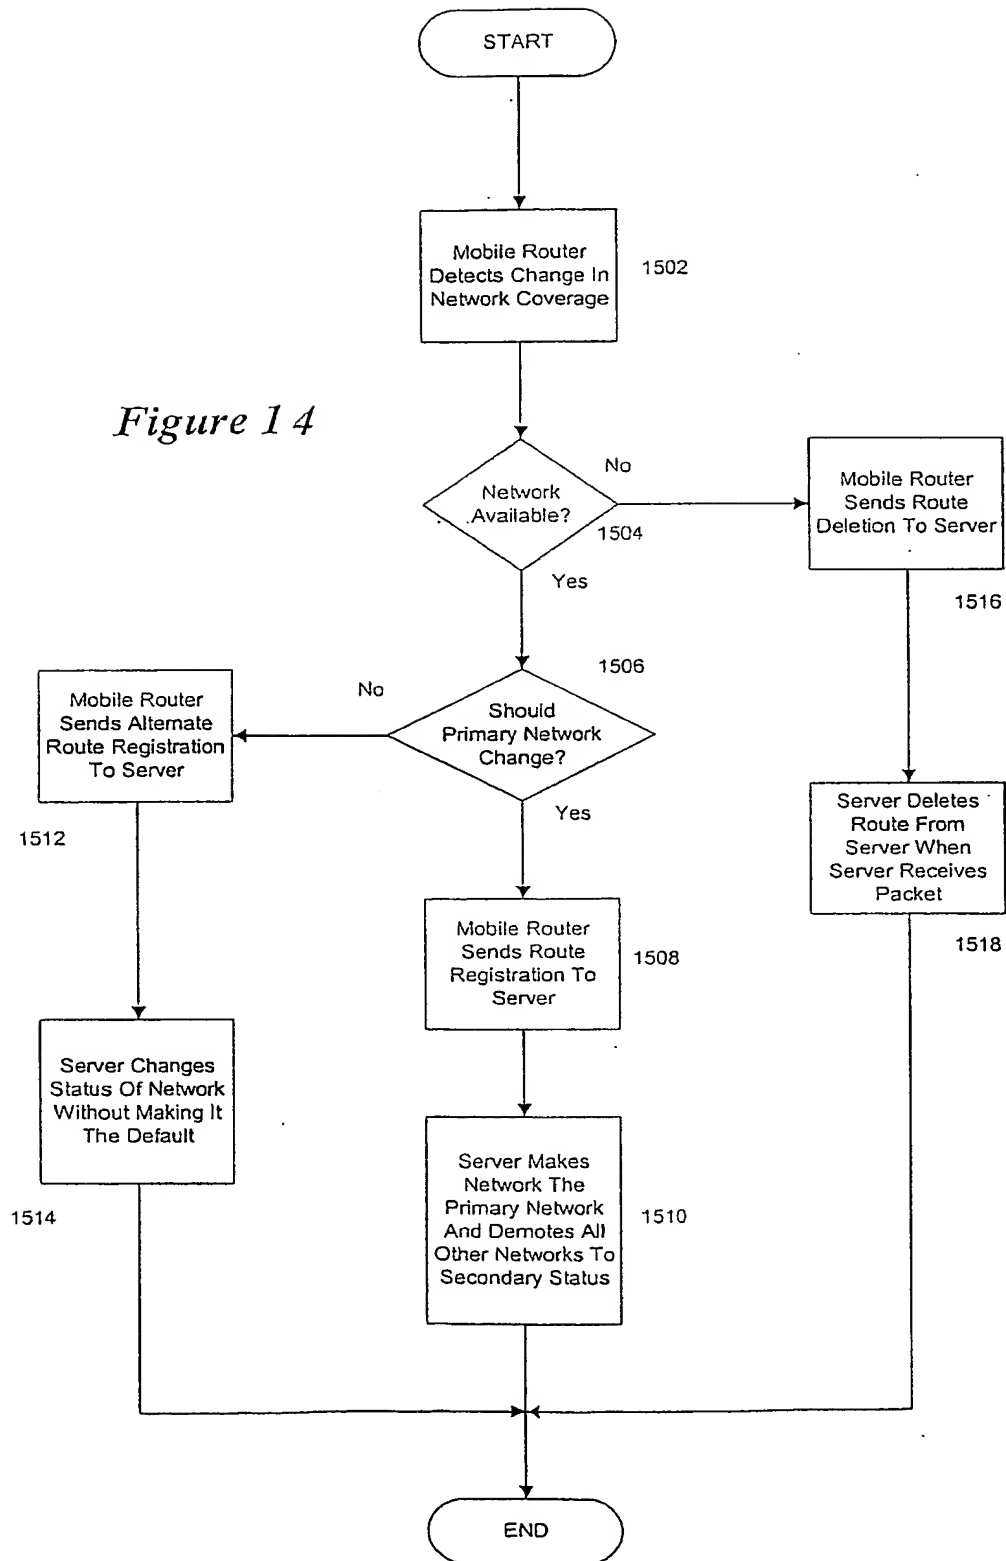 START
Mobile Router
Detects Change In
Network Coverage
1502
Figure 14
Network
Available?
No
1504
Yes
Mobile Router
Sends Route
Deletion To Server
1516
1506
Should
Primary Network
Change?
No
Yes
Mobile Router
Sends Alternate
Route Registration
To Server
1512
Server Deletes
Route From
Server When
Server Receives
Packet
1518
Mobile Router
Sends Route
Registration To
Server
1508
Server Changes
Status Of Network
Without Making It
The Default
1514
Server Makes
Network The
Primary Network
And Demotes All
Other Networks To
Secondary Status
1510
END